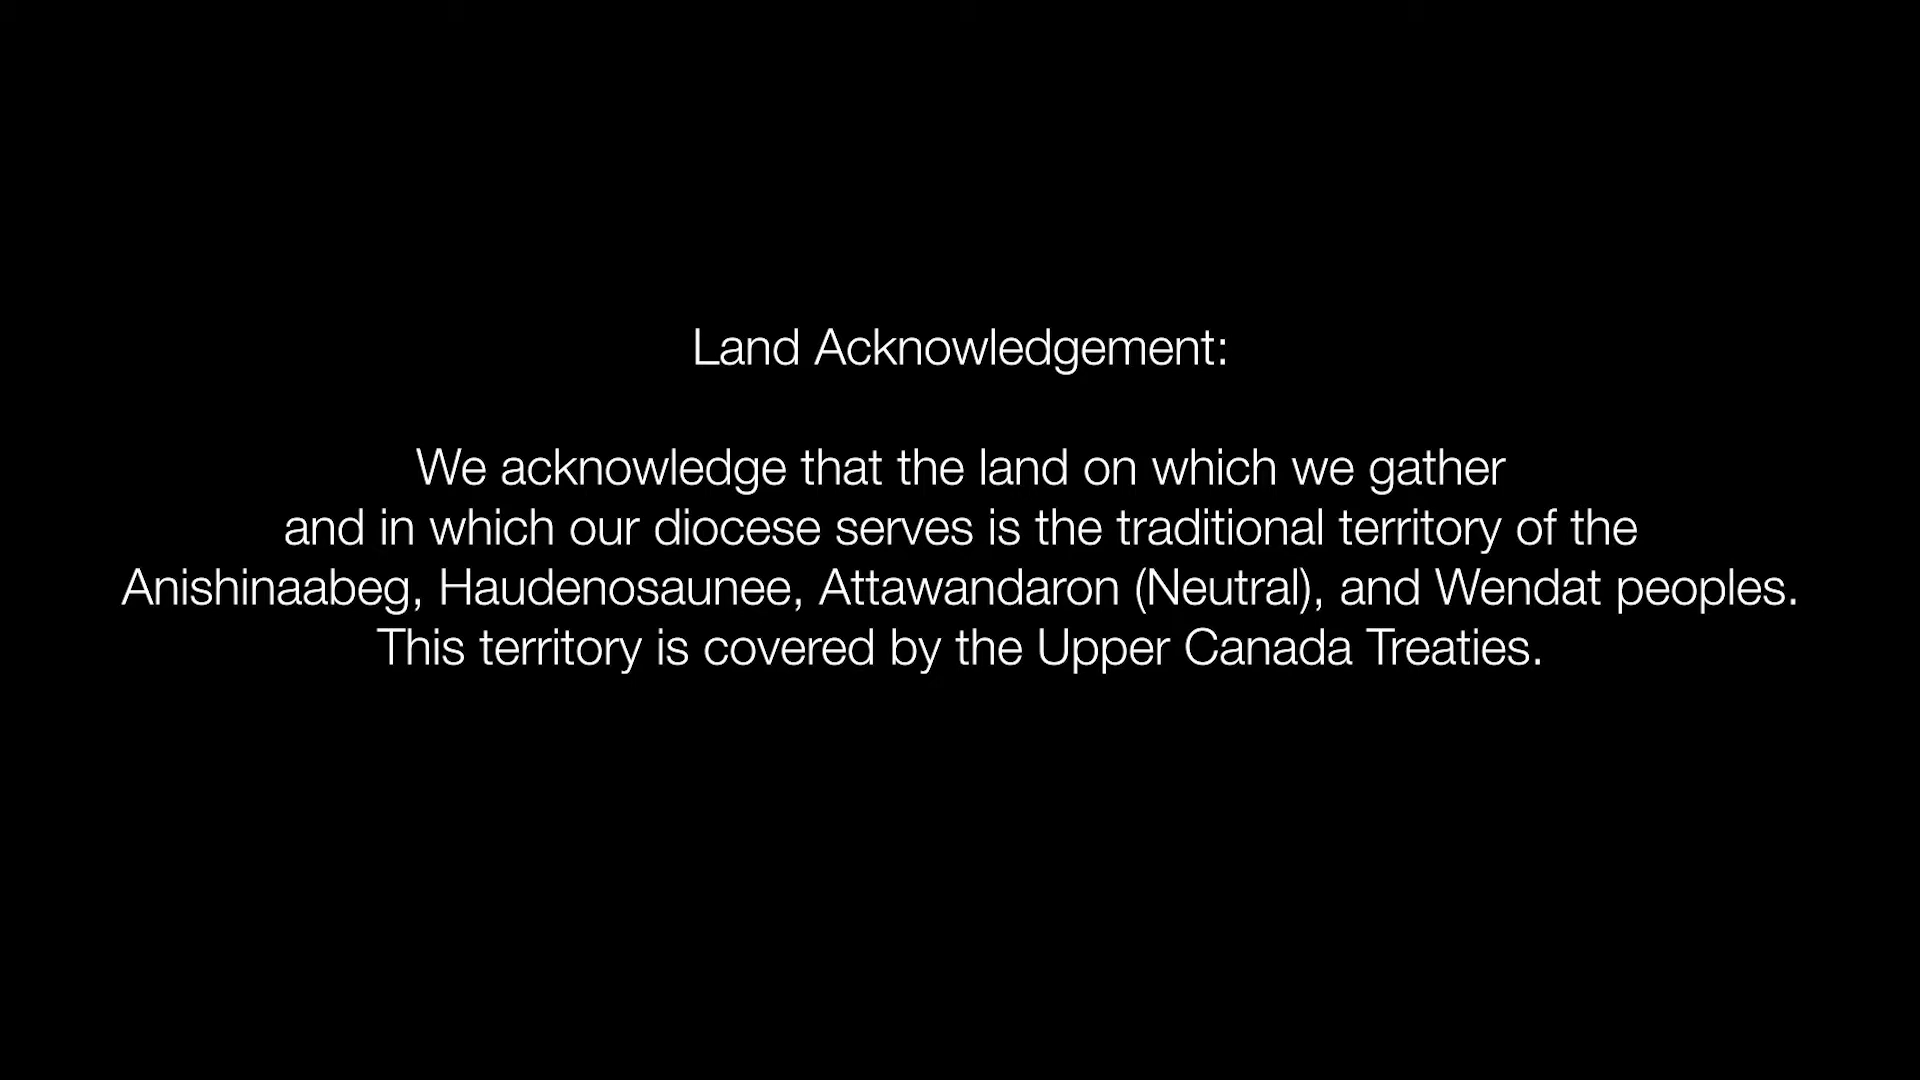 Land Acknowledgement:
We acknowledge that the land on which we gather
and in which our diocese serves is the traditional territory of the
Anishinaabeg, Haudenosaunee, Attawandaron (Neutral), and Wendat peoples.
This territory is covered by the Upper Canada Treaties.